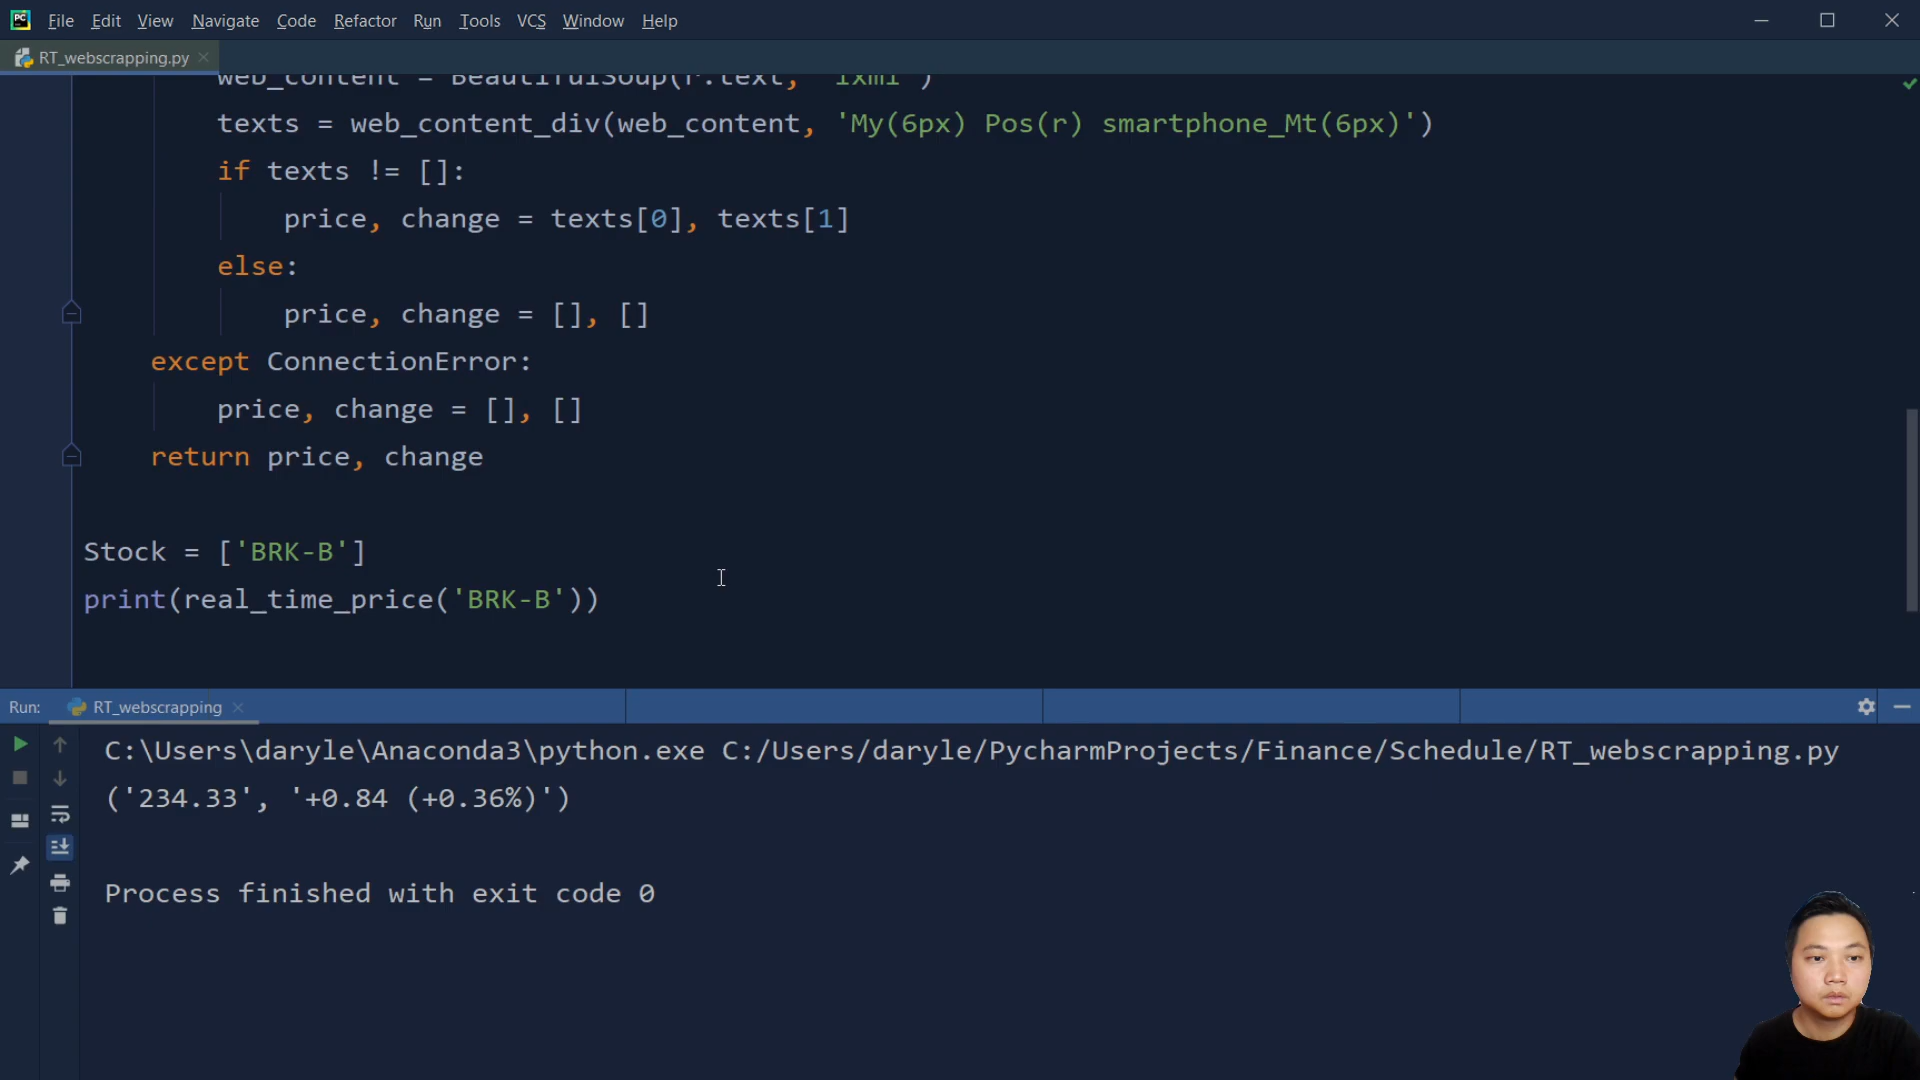 PC File Edit View Navigate Code Refactor Run Tools VCS Window Help
RT_webscrapping.py
web_content = BeautifulSoup(r.text, 'lxml')
texts = web_content_div(web_content, 'My(6px) Pos(r) smartphone_Mt(6px)')
if texts != []:
price, change = texts[0], texts[1]
else:
price, change = [], []
except ConnectionError:
price, change = [], []
return price, change
Stock = ['BRK-B']
print(real_time_price('BRK-B'))
Run: RT_webscrapping
C:\Users\daryle\Anaconda3\python.exe C:/Users/daryle/PycharmProjects/Finance/Schedule/RT_webscrapping.py
('234.33', '+0.84 (+0.36%)')
Process finished with exit code 0